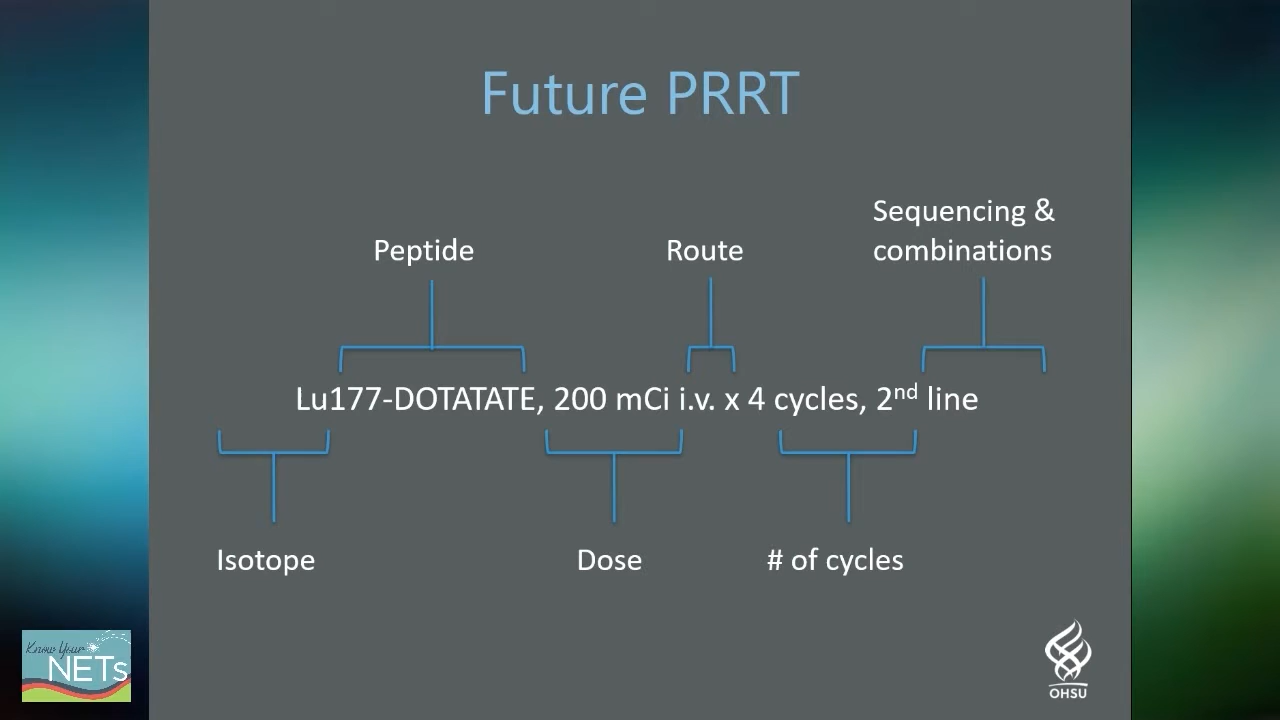 Future PRRT
Sequencing &
Peptide Route combinations
Lu177-DOTATATE, 200 mCi i.v. x 4 cycles, 2nd line
Isotope Dose # of cycles
Know Your
NETs
OHSU